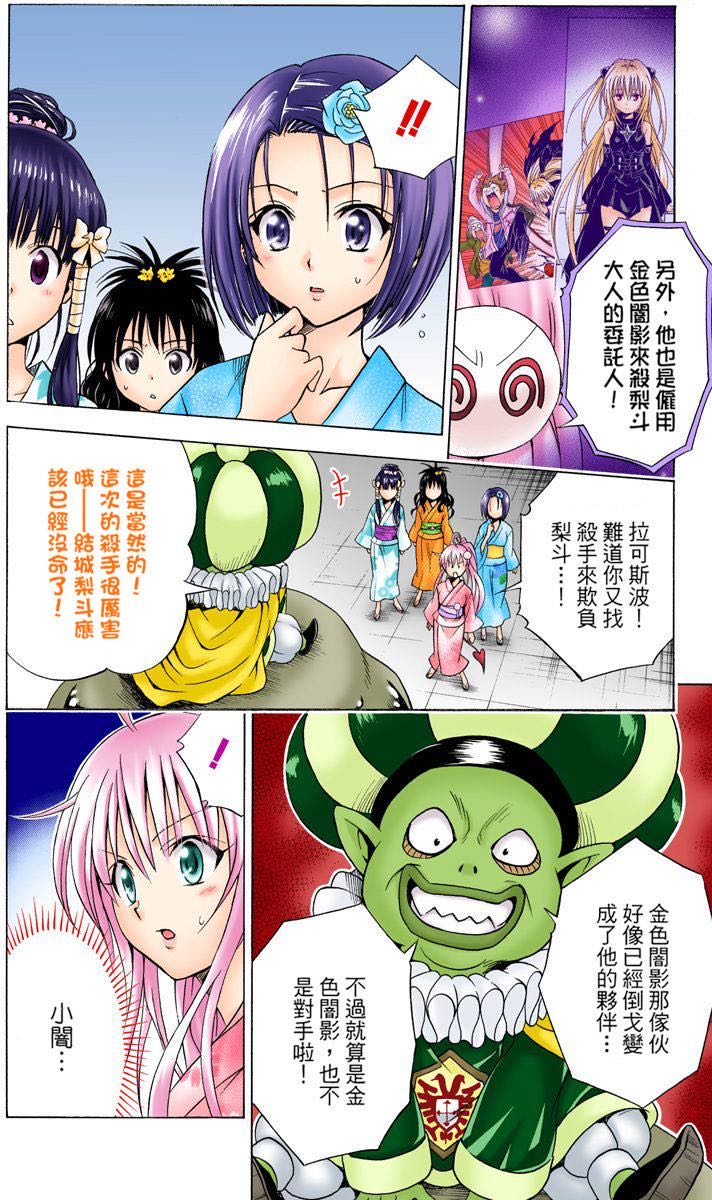 另外，他也是僱用
金色闇影來殺梨斗
大人的委託人！
!!
拉可斯波！
難道你又找
殺手來欺負
梨斗…！
這是當然的！
這次的殺手很厲害
哦——結城梨斗應
該已經沒命了！
金色闇影那傢伙
好像已經倒戈變
成了他的夥伴…
不過就算是金
色闇影，也不
是對手啦！
!
小闇…